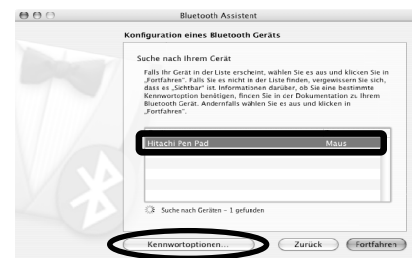 Bluetooth Assistent
Konfiguration eines Bluetooth Geräts
Suche nach Ihrem Gerät
Falls Ihr Gerät in der Liste erscheint, wählen Sie es aus und klicken Sie in
„Fortfahren“. Falls Sie es nicht in der Liste finden, vergewissern Sie sich,
dass es „Sichtbar“ ist. Informationen darüber, ob Sie eine bestimmte
Kennwortoption benötigen, finden Sie in der Dokumentation zu Ihrem
Bluetooth Gerät. Andernfalls wählen Sie es aus und klicken in
„Fortfahren“.
Hitachi Pen Pad Maus
Suche nach Geräten – 1 gefunden
Kennwortoptionen... Zurück Fortfahren